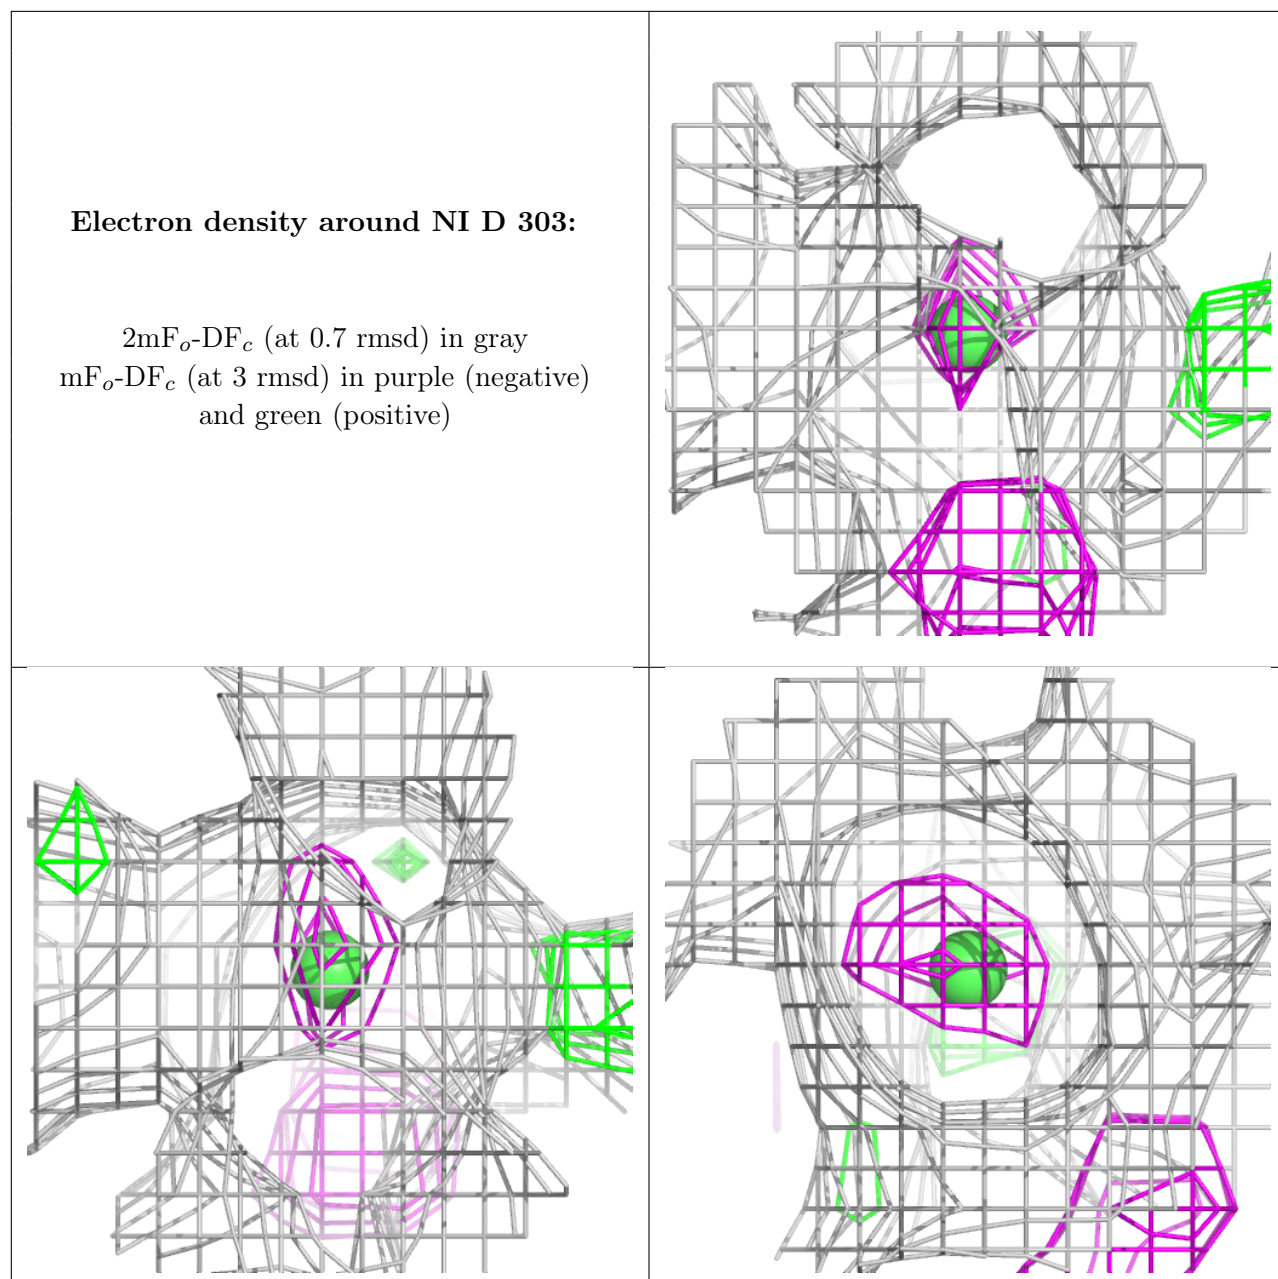 Electron density around NI D 303:
2mFo-DFc (at 0.7 rmsd) in gray
mFo-DFc (at 3 rmsd) in purple (negative)
and green (positive)